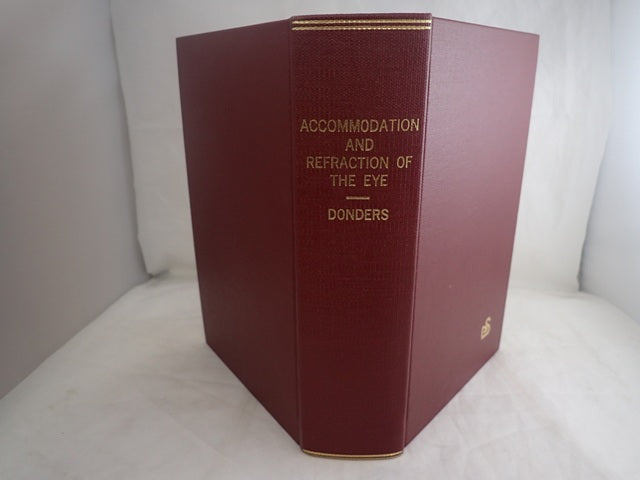 ACCOMMODATION
AND
REFRACTION OF
THE EYE
DONDERS